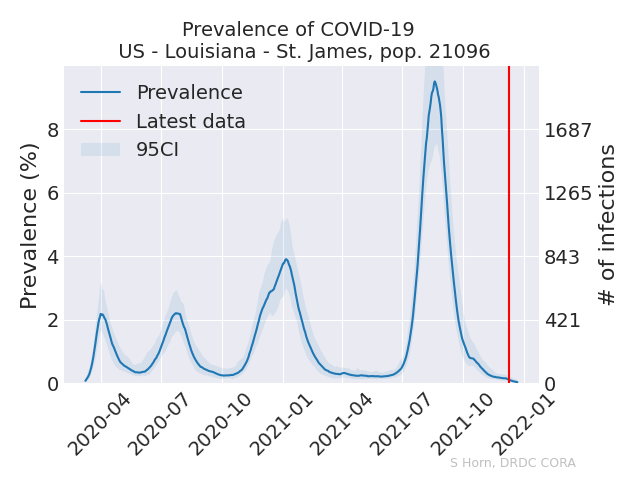 Prevalence of COVID-19
US - Louisiana - St. James, pop. 21096
Prevalence
Latest data
95CI
Prevalence (%)
8
6
4
2
0
1687
1265
843
421
0
# of infections
2020-04
2020-07
2020-10
2021-01
2021-04
2021-07
2021-10
2022-01
S Horn, DRDC CORA